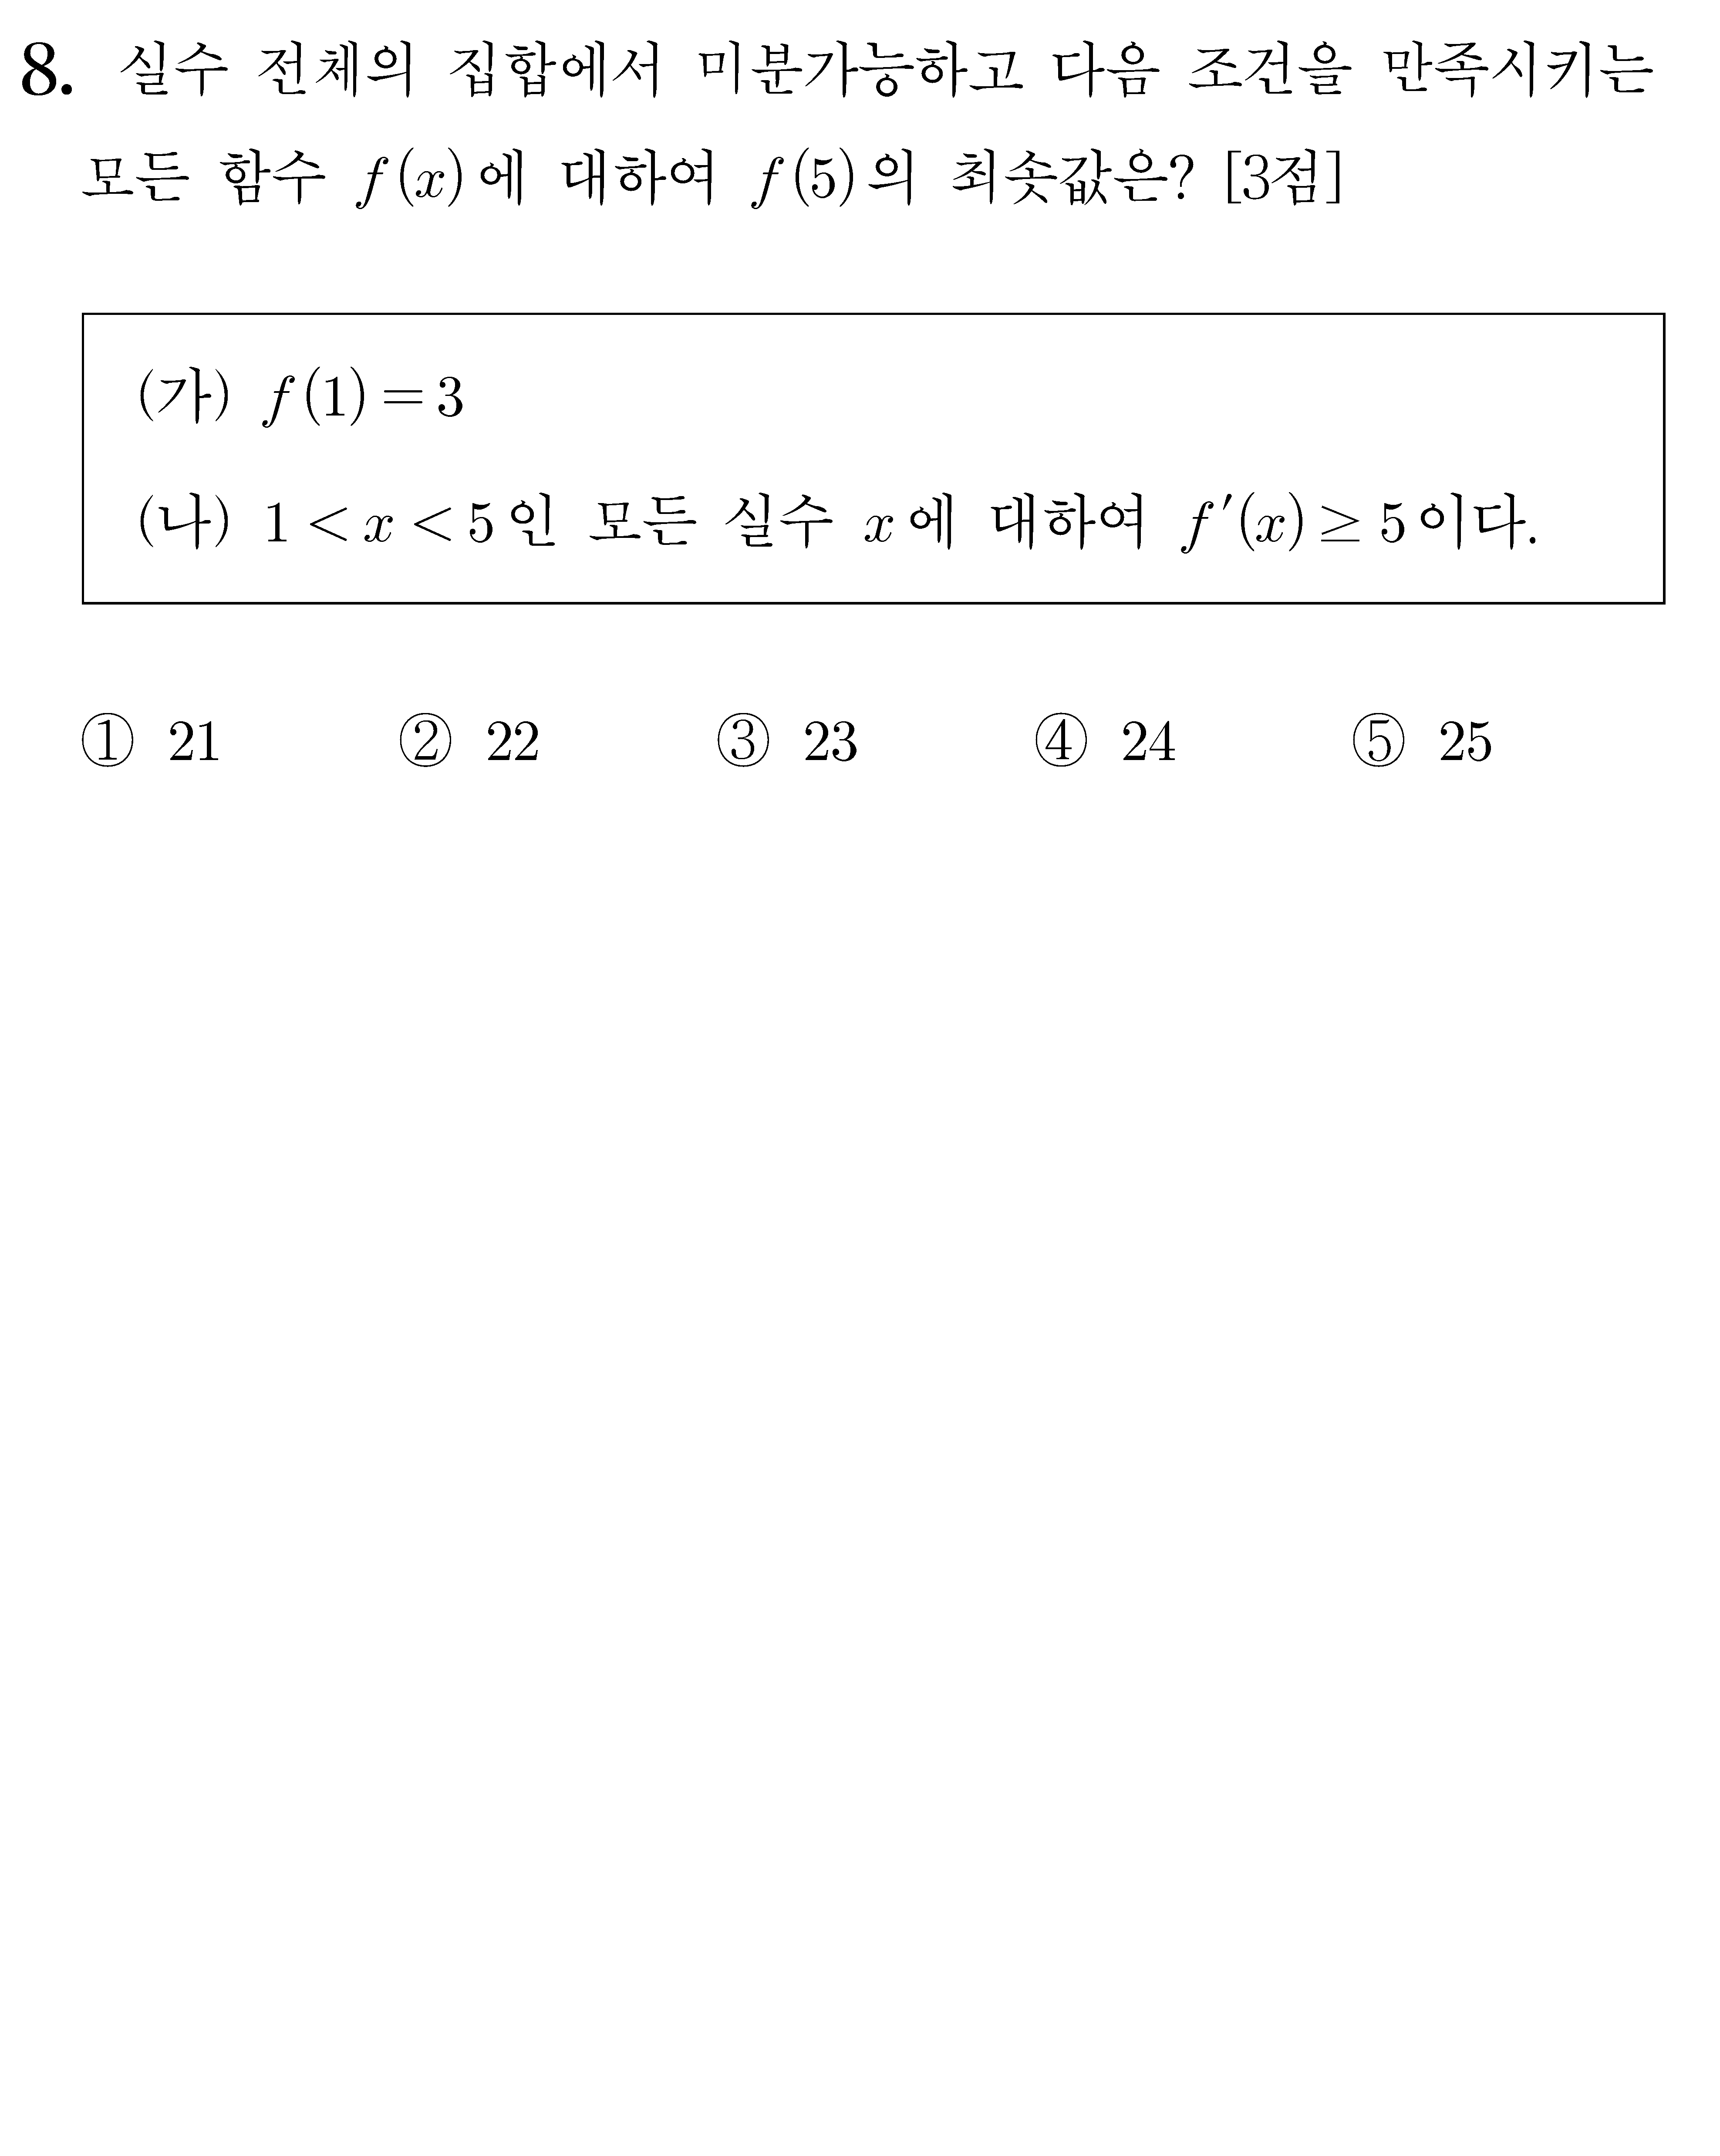 8. 실수 전체의 집합에서 미분가능하고 다음 조건을 만족시키는
모든 함수 f(x)에 대하여 f(5)의 최솟값은? [3점]
(가) f(1)=3
(나) 1<x<5인 모든 실수 x에 대하여 f′(x)≥5이다.
① 21 ② 22 ③ 23 ④ 24 ⑤ 25